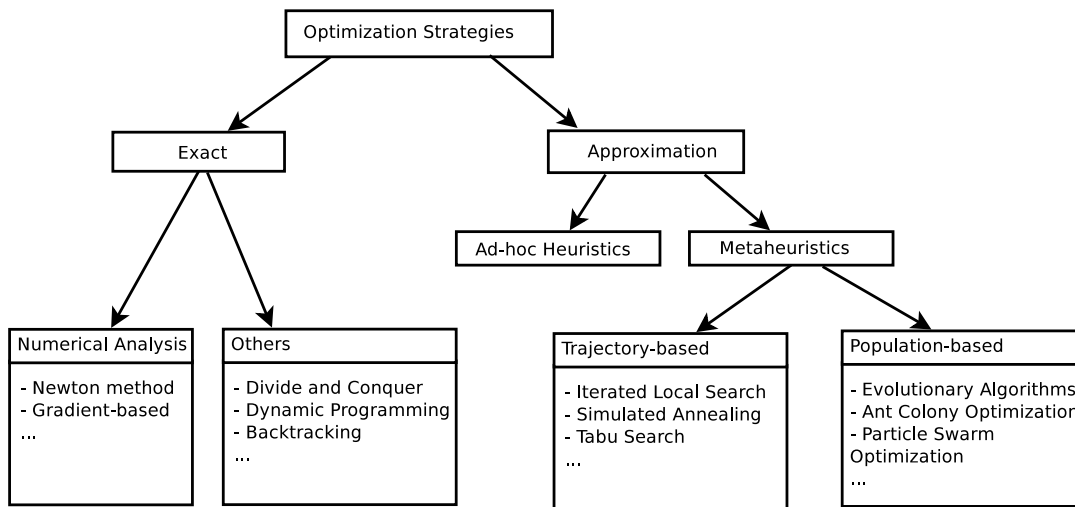 Optimization Strategies
Exact
Approximation
Ad-hoc Heuristics
Metaheuristics
Numerical Analysis
- Newton method
- Gradient-based
...
Others
- Divide and Conquer
- Dynamic Programming
- Backtracking
...
Trajectory-based
- Iterated Local Search
- Simulated Annealing
- Tabu Search
...
Population-based
- Evolutionary Algorithms
- Ant Colony Optimization
- Particle Swarm
Optimization
...